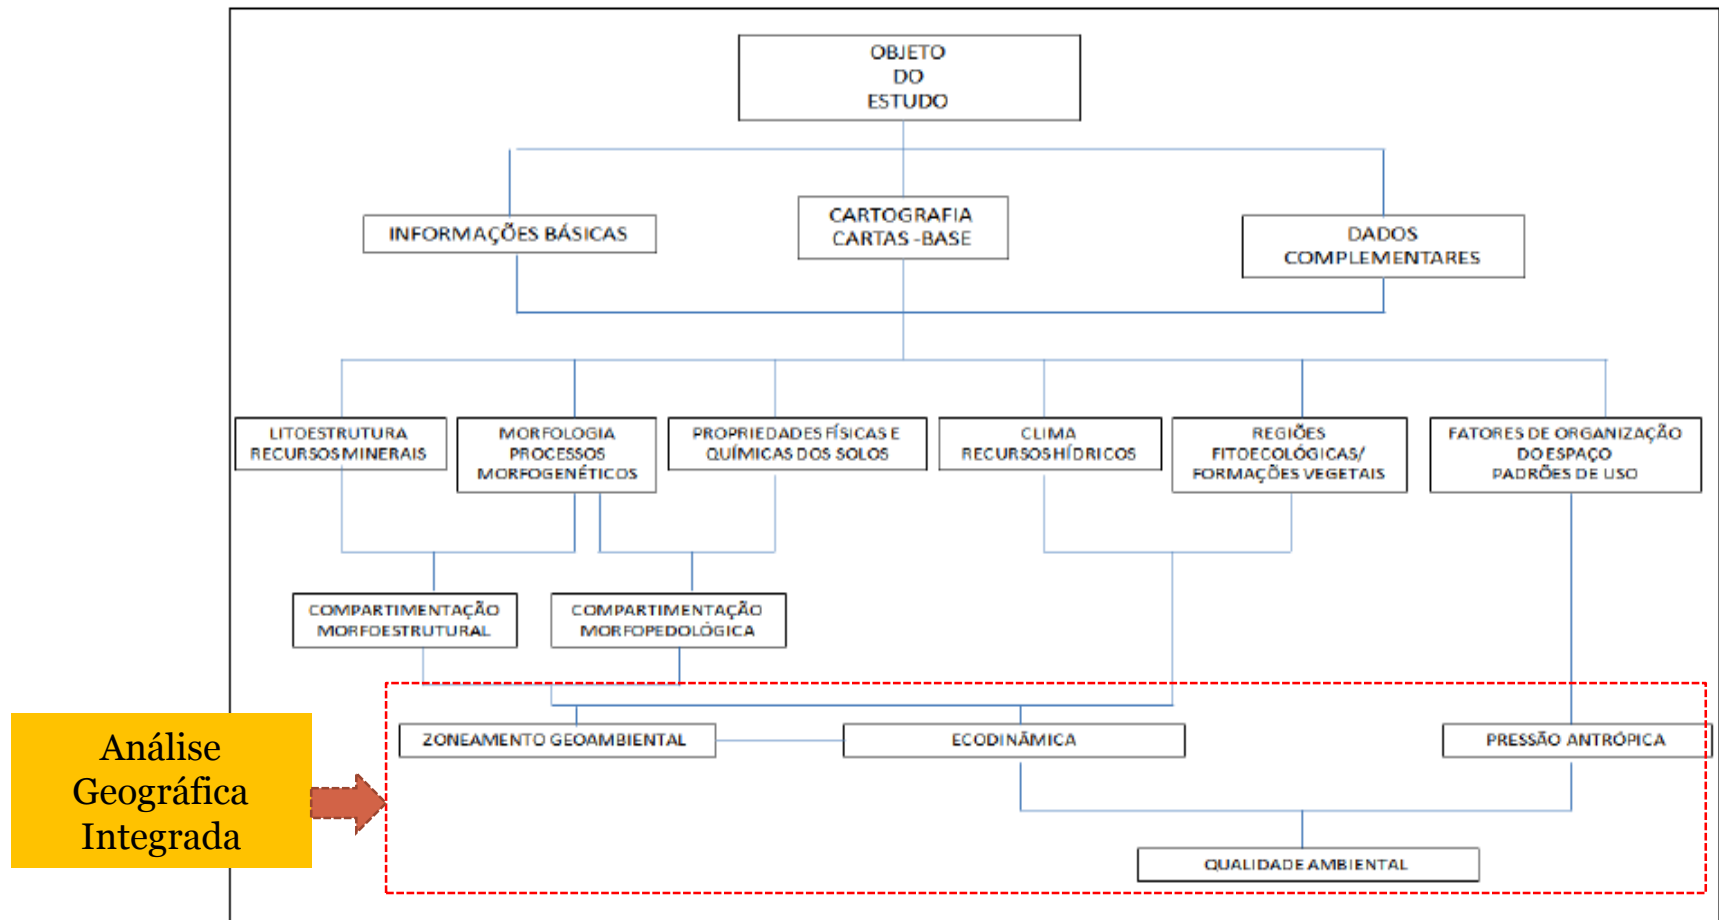 OBJETO
DO
ESTUDO
INFORMAÇÕES BÁSICAS
CARTOGRAFIA
CARTAS -BASE
DADOS
COMPLEMENTARES
LITOESTRUTURA
RECURSOS MINERAIS
MORFOLOGIA
PROCESSOS
MORFOGENÉTICOS
PROPRIEDADES FÍSICAS E
QUÍMICAS DOS SOLOS
CLIMA
RECURSOS HÍDRICOS
REGIÕES
FITOECOLÓGICAS/
FORMAÇÕES VEGETAIS
FATORES DE ORGANIZAÇÃO
DO ESPAÇO
PADRÕES DE USO
COMPARTIMENTAÇÃO
MORFOESTRUTURAL
COMPARTIMENTAÇÃO
MORFOPEDOLÓGICA
ZONEAMENTO GEOAMBIENTAL
ECODINÂMICA
PRESSÃO ANTRÓPICA
Análise
Geográfica
Integrada
QUALIDADE AMBIENTAL